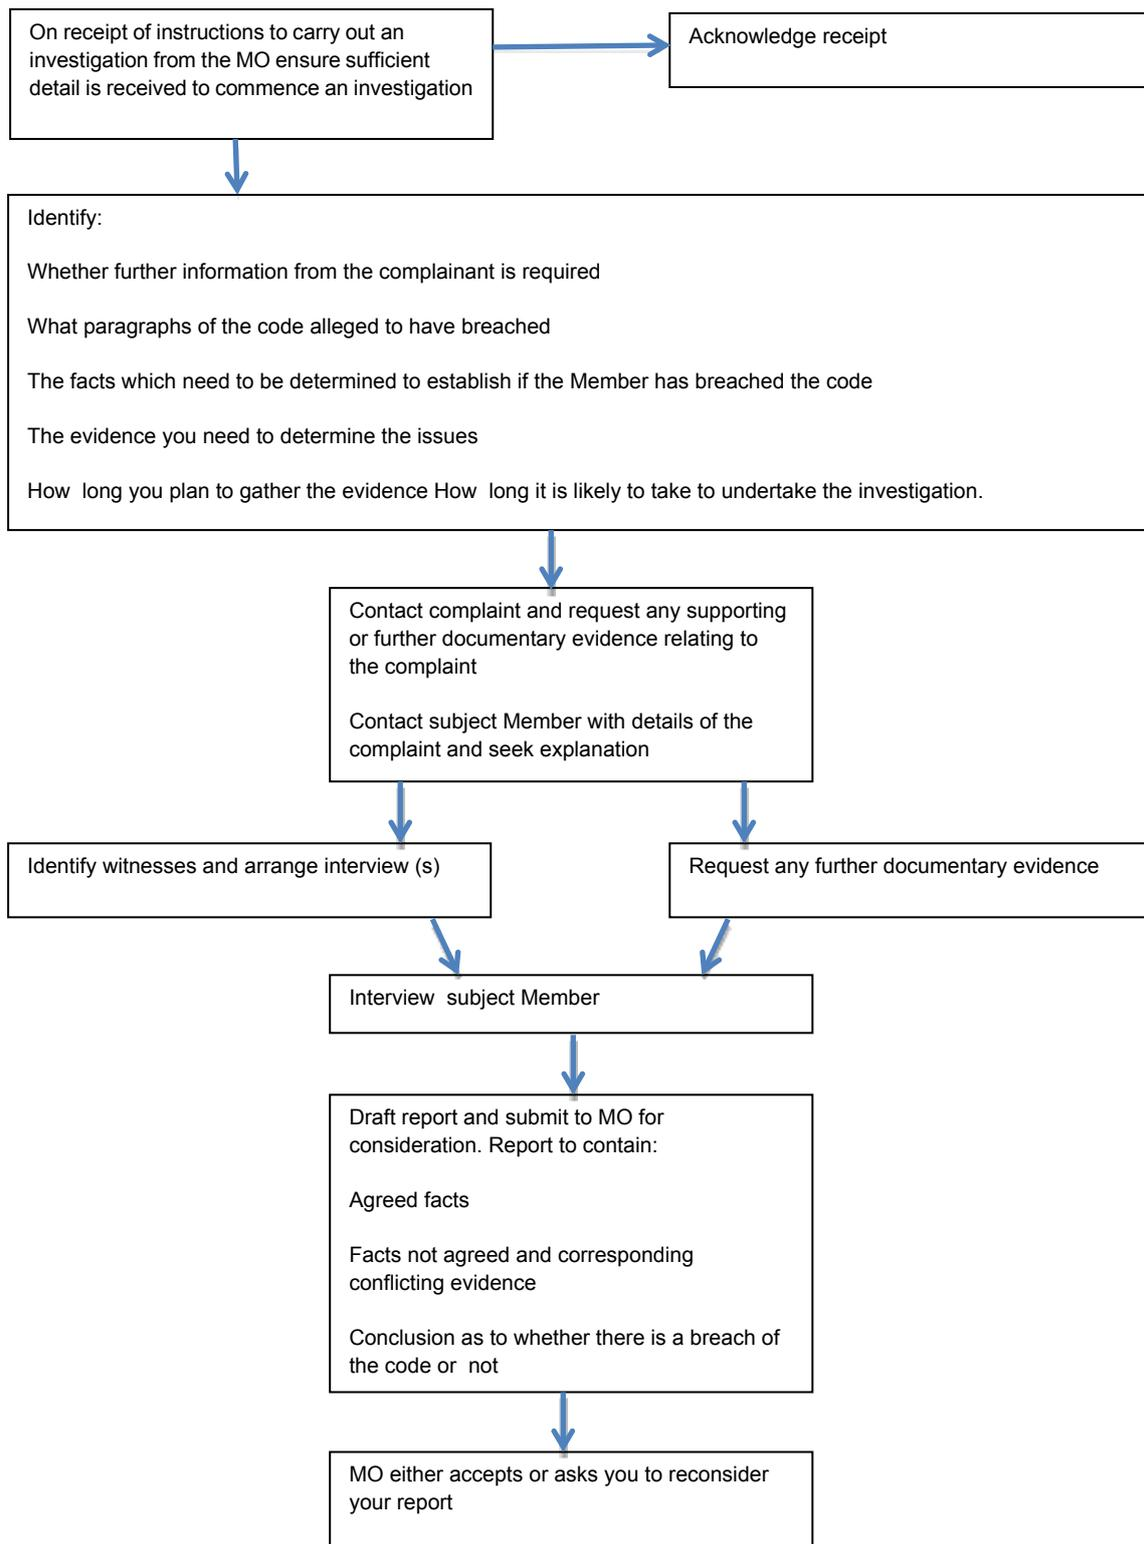 On receipt of instructions to carry out an
investigation from the MO ensure sufficient
detail is received to commence an investigation
Acknowledge receipt
Identify:
Whether further information from the complainant is required
What paragraphs of the code alleged to have breached
The facts which need to be determined to establish if the Member has breached the code
The evidence you need to determine the issues
How  long you plan to gather the evidence How  long it is likely to take to undertake the investigation.
Contact complaint and request any supporting
or further documentary evidence relating to
the complaint
Contact subject Member with details of the
complaint and seek explanation
Identify witnesses and arrange interview (s)
Request any further documentary evidence
Interview  subject Member
Draft report and submit to MO for
consideration. Report to contain:
Agreed facts
Facts not agreed and corresponding
conflicting evidence
Conclusion as to whether there is a breach of
the code or  not
MO either accepts or asks you to reconsider
your report